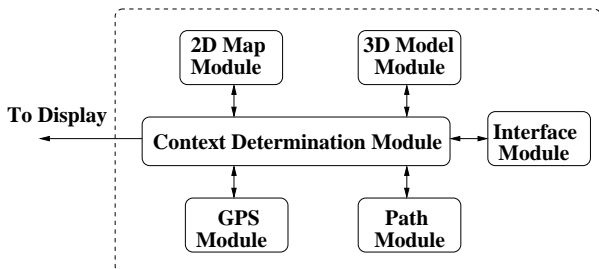 2D Map
Module
3D Model
Module
To Display
Context Determination Module
Interface
Module
GPS
Module
Path
Module